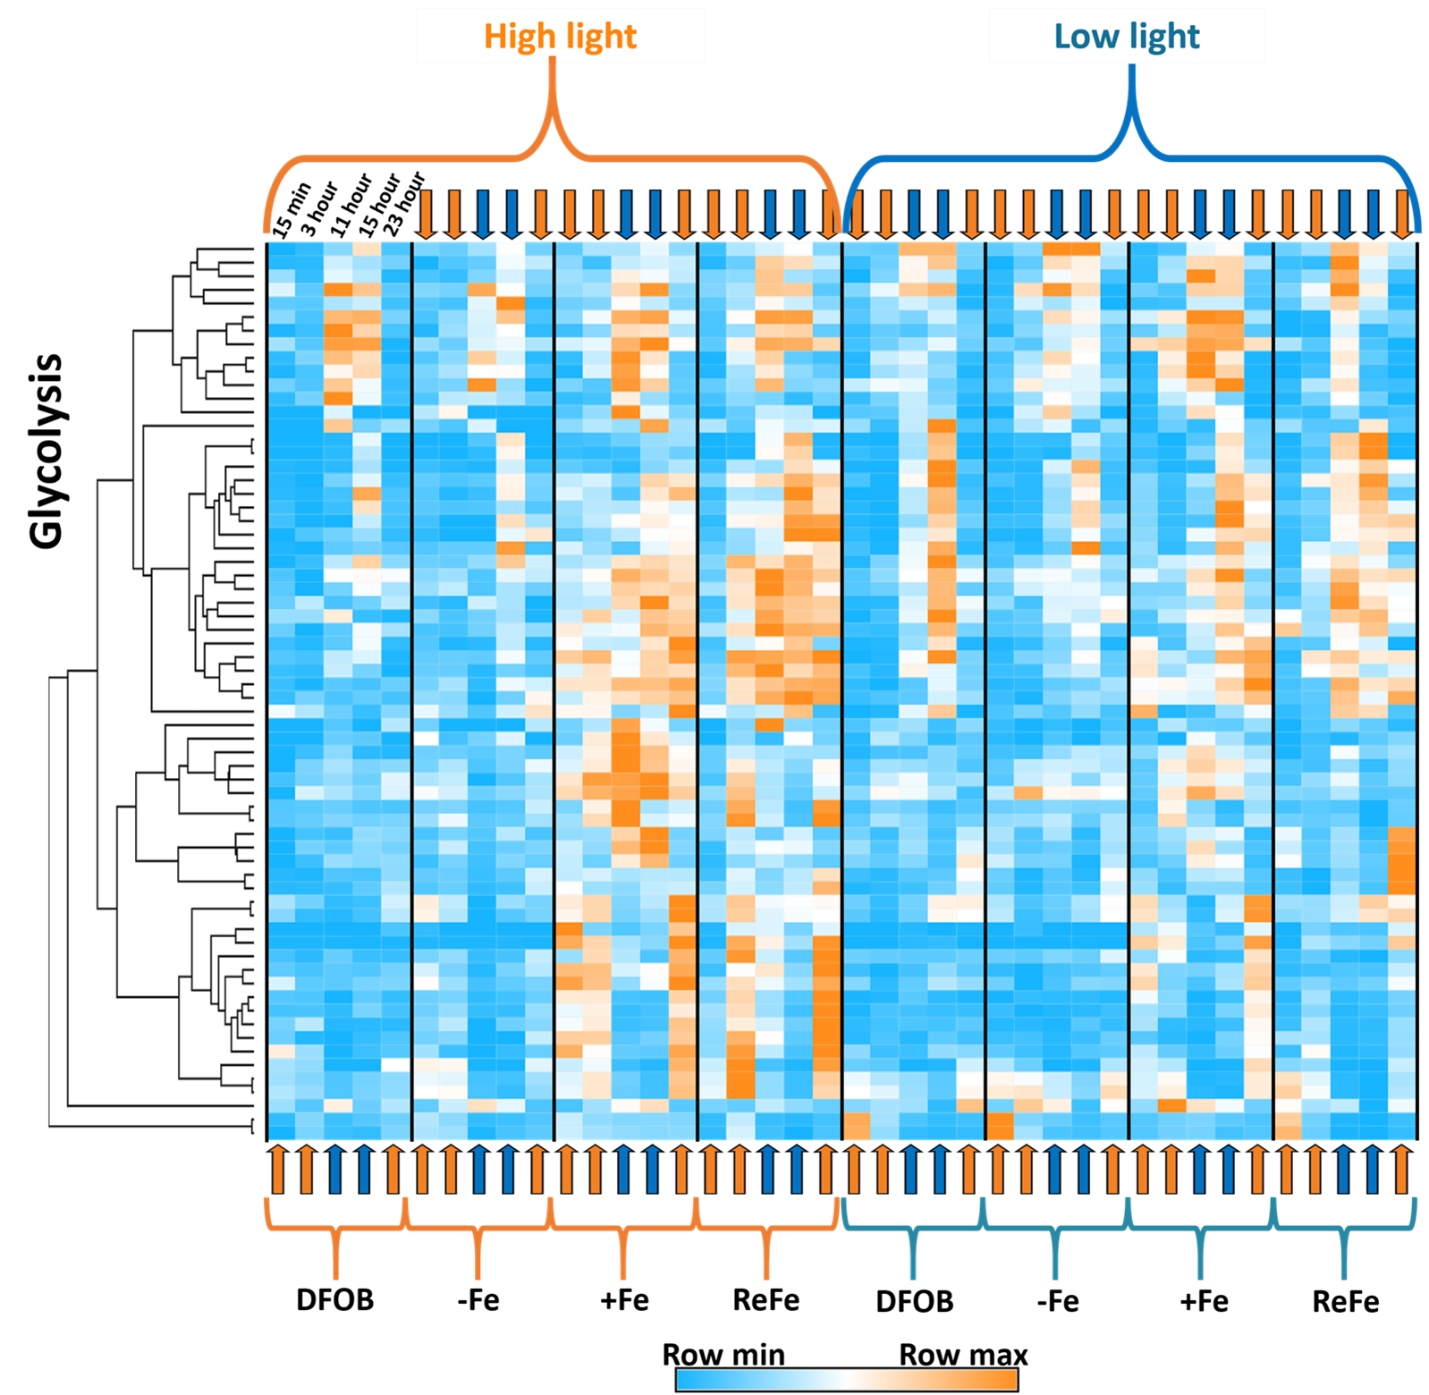 High light
Low light
15 min
3 hour
11 hour
15 hour
23 hour
Glycolysis
DFOB
-Fe
+Fe
ReFe
DFOB
-Fe
+Fe
ReFe
Row min
Row max